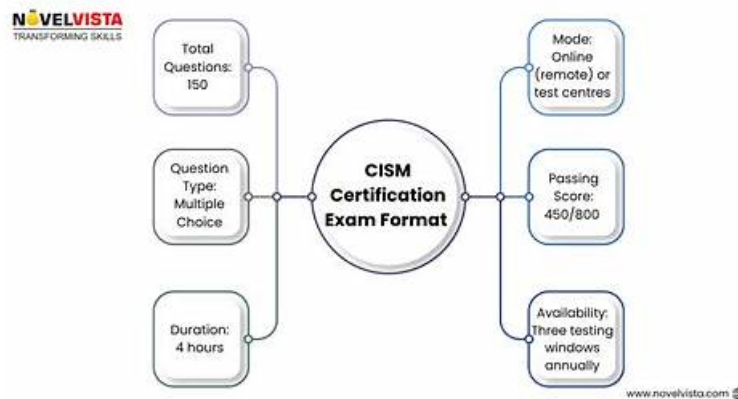 NOVELVISTA
TRANSFORMING SKILLS
Total
Questions:
150
Question
Type:
Multiple
Choice
Duration:
4 hours
CISM
Certification
Exam Format
Mode:
Online
(remote) or
test centres
Passing
Score:
450/800
Availability:
Three testing
windows
annually
www.novelvista.com